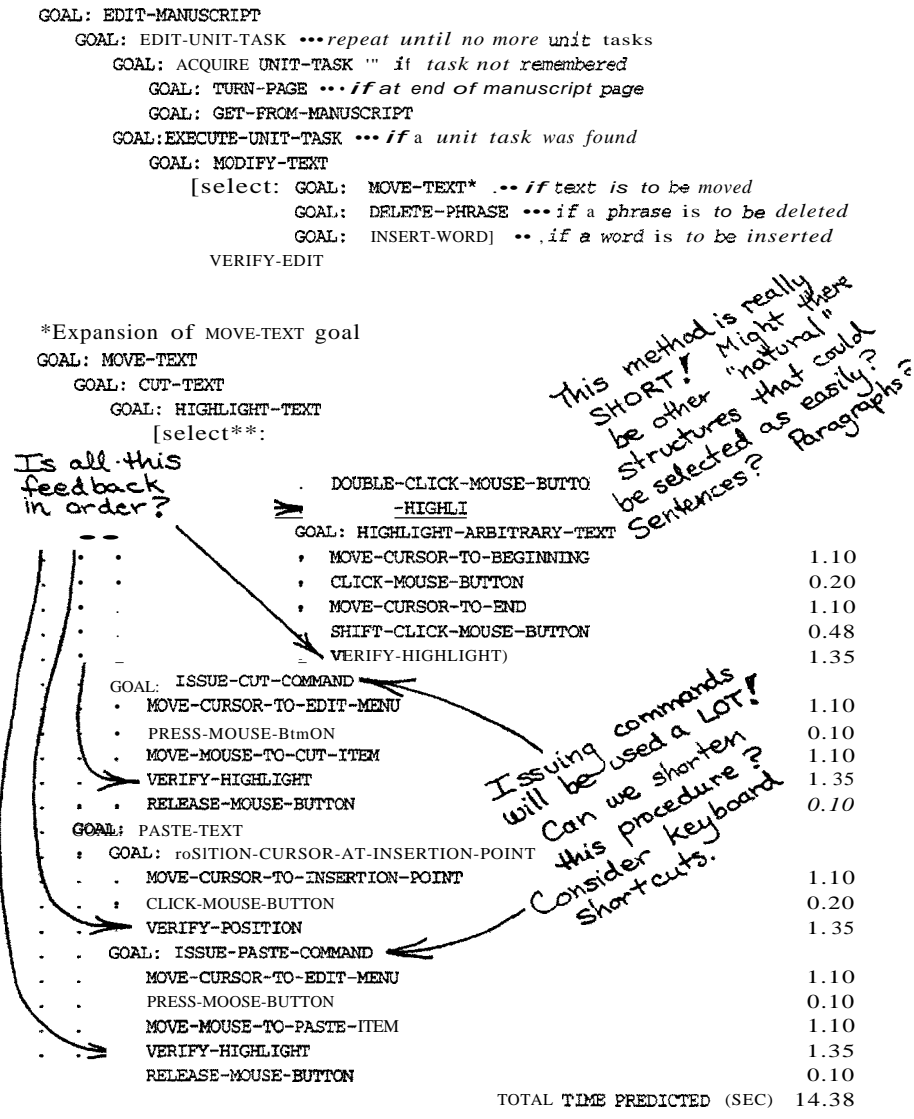 GOAL: EDIT-MANUSCRIPT
GOAL: EDIT-UNIT-TASK ••• repeat until no more unit tasks
GOAL: ACQUIRE UNIT-TASK '" if task not remembered
GOAL: TURN-PAGE ••• if at end of manuscript page
GOAL: GET-FROM-MANUSCRIPT
GOAL:EXECUTE-UNIT-TASK ••• if a unit task was found
GOAL: MODIFY-TEXT
[select: GOAL: MOVE-TEXT* .•• if text is to be moved
GOAL: DELETE-PHRASE ••• if a phrase is to be deleted
GOAL: INSERT-WORD] •• , if a word is to be inserted
VERIFY-EDIT
*Expansion of MOVE-TEXT goal
GOAL: MOVE-TEXT
GOAL: CUT-TEXT
GOAL: HIGHLIGHT-TEXT
[select**:
This method is really
SHORT! Might there
be other "natural"
structures that could
be selected as easily?
Sentences? Paragraphs?
Is all this
feedback
in order?
DOUBLE-CLICK-MOUSE-BUTTO
-HIGHLI
GOAL: HIGHLIGHT-ARBITRARY-TEXT
MOVE-CURSOR-TO-BEGINNING 1.10
CLICK-MOUSE-BUTTON 0.20
MOVE-CURSOR-TO-END 1.10
SHIFT-CLICK-MOUSE-BUTTON 0.48
VERIFY-HIGHLIGHT) 1.35
GOAL: ISSUE-CUT-COMMAND
MOVE-CURSOR-TO-EDIT-MENU 1.10
PRESS-MOUSE-BtmON 0.10
MOVE-MOUSE-TO-CUT-ITEM 1.10
VERIFY-HIGHLIGHT 1.35
RELEASE-MOUSE-BUTTON 0.10
Issuing commands
will be used a LOT!
Can we shorten
this procedure?
Consider keyboard
shortcuts.
GOAL: PASTE-TEXT
GOAL: roSlTlON-CURSOR-AT-INSERTION-POINT
MOVE-CURSOR-TO-INSERTION-POINT 1.10
CLICK-MOUSE-BUTTON 0.20
VERIFY-POSITION 1.35
GOAL: ISSUE-PASTE-COMMAND
MOVE-CURSOR-TO-EDIT-MENU 1.10
PRESS-MOOSE-BUTTON 0.10
MOVE-MOUSE-TO-PASTE-ITEM 1.10
VERIFY-HIGHLIGHT 1.35
RELEASE-MOUSE-BUTTON 0.10
TOTAL TIME PREDICTED (SEC) 14.38